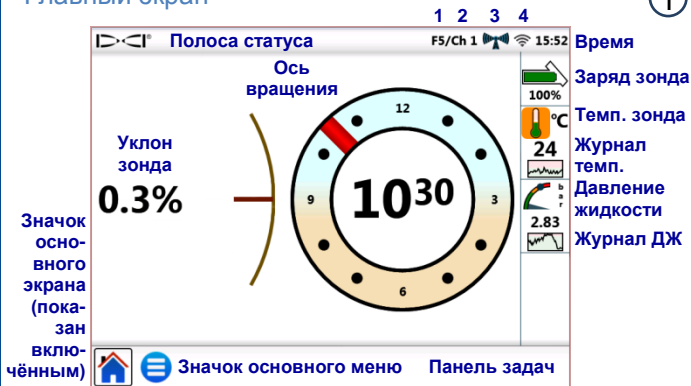 Главный экран
1
1 2 3 4
Полоса статуса
F5/Ch 1
15:52
Время
Ось
вращения
Заряд зонда
100%
12
Уклон
зонда
0.3%
9
10 30
3
6
°C
Темп. зонда
24
Журнал
темп.
bar
Давление
жидкости
2.83
Журнал ДЖ
Значок
осно-
вного
экрана
(пока-
зан
вклю-
чённым)
Значок основного меню
Панель задач